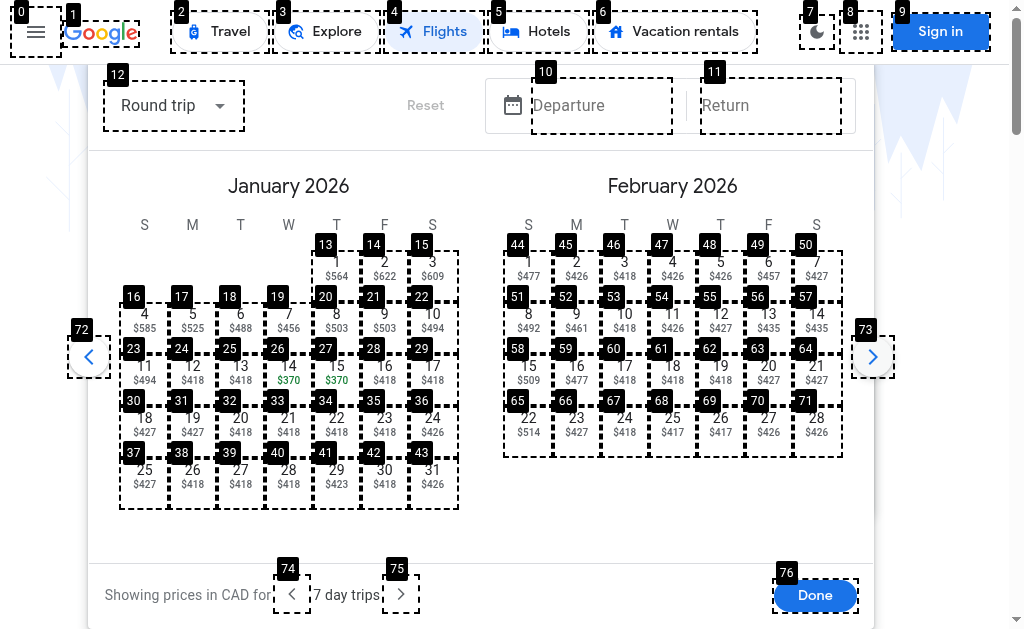 0 1 2 3 4 5 6 7 8 9
Google Travel Explore Flights Hotels Vacation rentals Sign in
12 10 11
Round trip Reset Departure Return
January 2026 February 2026
S M T W T F S S M T W T F S
13 14 15 44 45 46 47 48 49 50
1 2 3 1 2 3 4 5 6 7
$564 $622 $609 $477 $426 $418 $426 $426 $457 $427
16 17 18 19 20 21 22 51 52 53 54 55 56 57
4 5 6 7 8 9 10 8 9 10 11 12 13 14
$585 $525 $488 $456 $503 $503 $494 $492 $461 $418 $426 $427 $435 $435
72 73
23 24 25 26 27 28 29 58 59 60 61 62 63 64
11 12 13 14 15 16 17 15 16 17 18 19 20 21
$494 $418 $418 $370 $370 $418 $418 $509 $477 $418 $418 $418 $427 $427
30 31 32 33 34 35 36 65 66 67 68 69 70 71
18 19 20 21 22 23 24 22 23 24 25 26 27 28
$427 $427 $418 $418 $418 $418 $426 $514 $427 $418 $417 $417 $426 $426
37 38 39 40 41 42 43
25 26 27 28 29 30 31
$427 $418 $418 $418 $423 $418 $426
74 75 76
Showing prices in CAD for 7 day trips Done